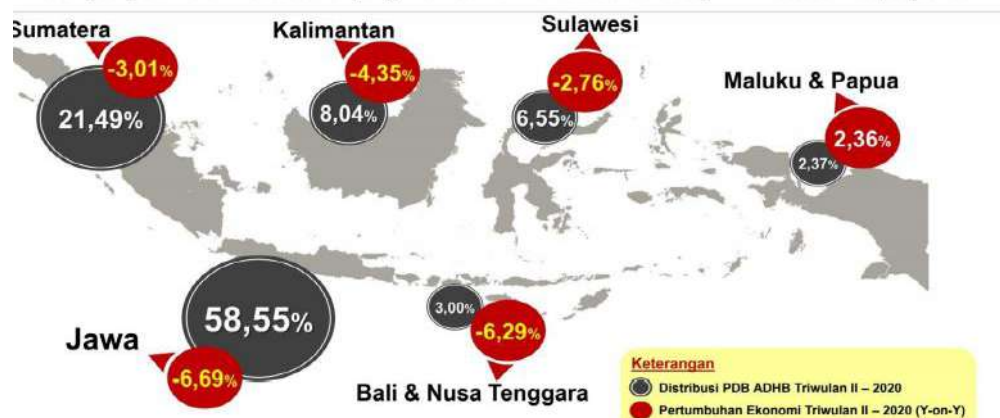 Sumatera
-3,01%
21,49%
Kalimantan
-4,35%
8,04%
Sulawesi
-2,76%
6,55%
Maluku & Papua
2,36%
2,37%
58,55%
Jawa
-6,69%
3,00%
-6,29%
Bali & Nusa Tenggara
Keterangan
Distribusi PDB ADHB Triwulan II – 2020
Pertumbuhan Ekonomi Triwulan II – 2020 (Y-on-Y)